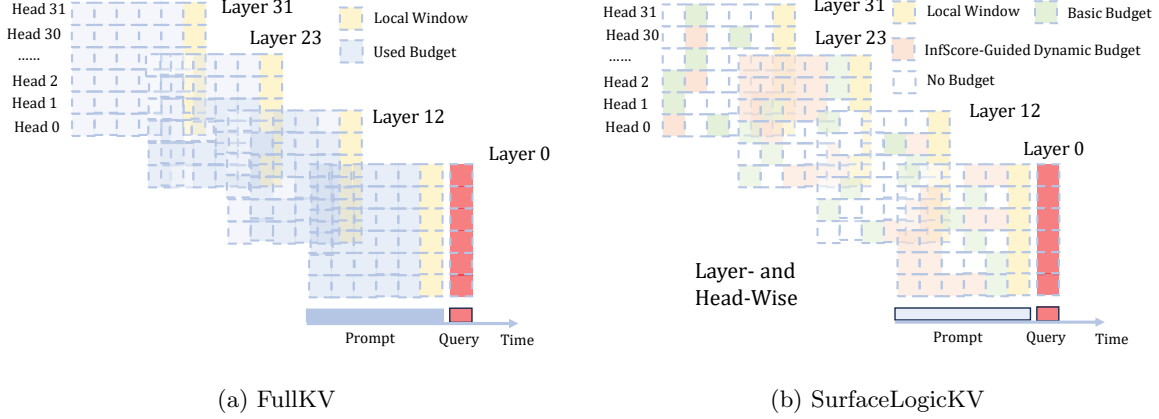 Head 31
Head 30
......
Head 2
Head 1
Head 0
Layer 31
Layer 23
Layer 12
Layer 0
Local Window
Used Budget
Prompt
Query
Time
(a) FullKV
Head 31
Head 30
......
Head 2
Head 1
Head 0
Layer 31
Layer 23
Layer 12
Layer 0
Local Window
Basic Budget
InfScore-Guided Dynamic Budget
No Budget
Layer- and
Head-Wise
Prompt
Query
Time
(b) SurfaceLogicKV